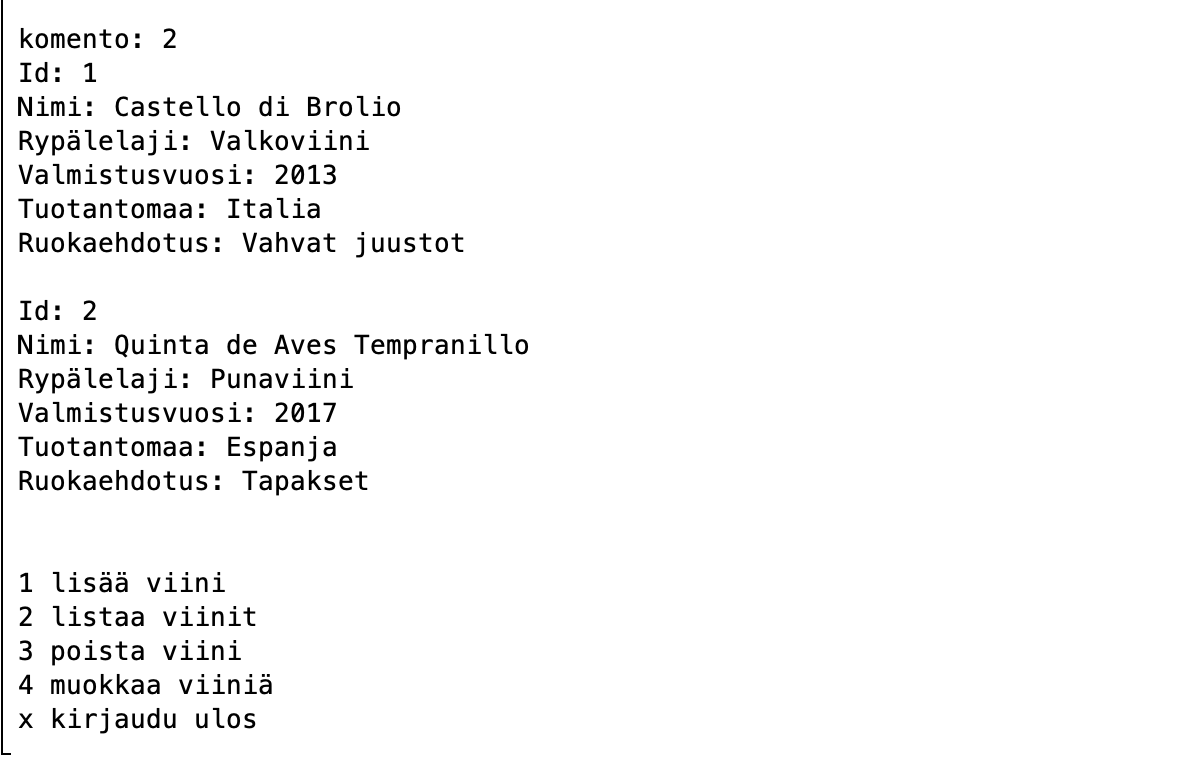 komento: 2
Id: 1
Nimi: Castello di Brolio
Rypälelaji: Valkoviini
Valmistusvuosi: 2013
Tuotantomaa: Italia
Ruokaehdotus: Vahvat juustot
Id: 2
Nimi: Quinta de Aves Tempranillo
Rypälelaji: Punaviini
Valmistusvuosi: 2017
Tuotantomaa: Espanja
Ruokaehdotus: Tapakset
1 lisää viini
2 listaa viinit
3 poista viini
4 muokkaa viiniä
x kirjaudu ulos